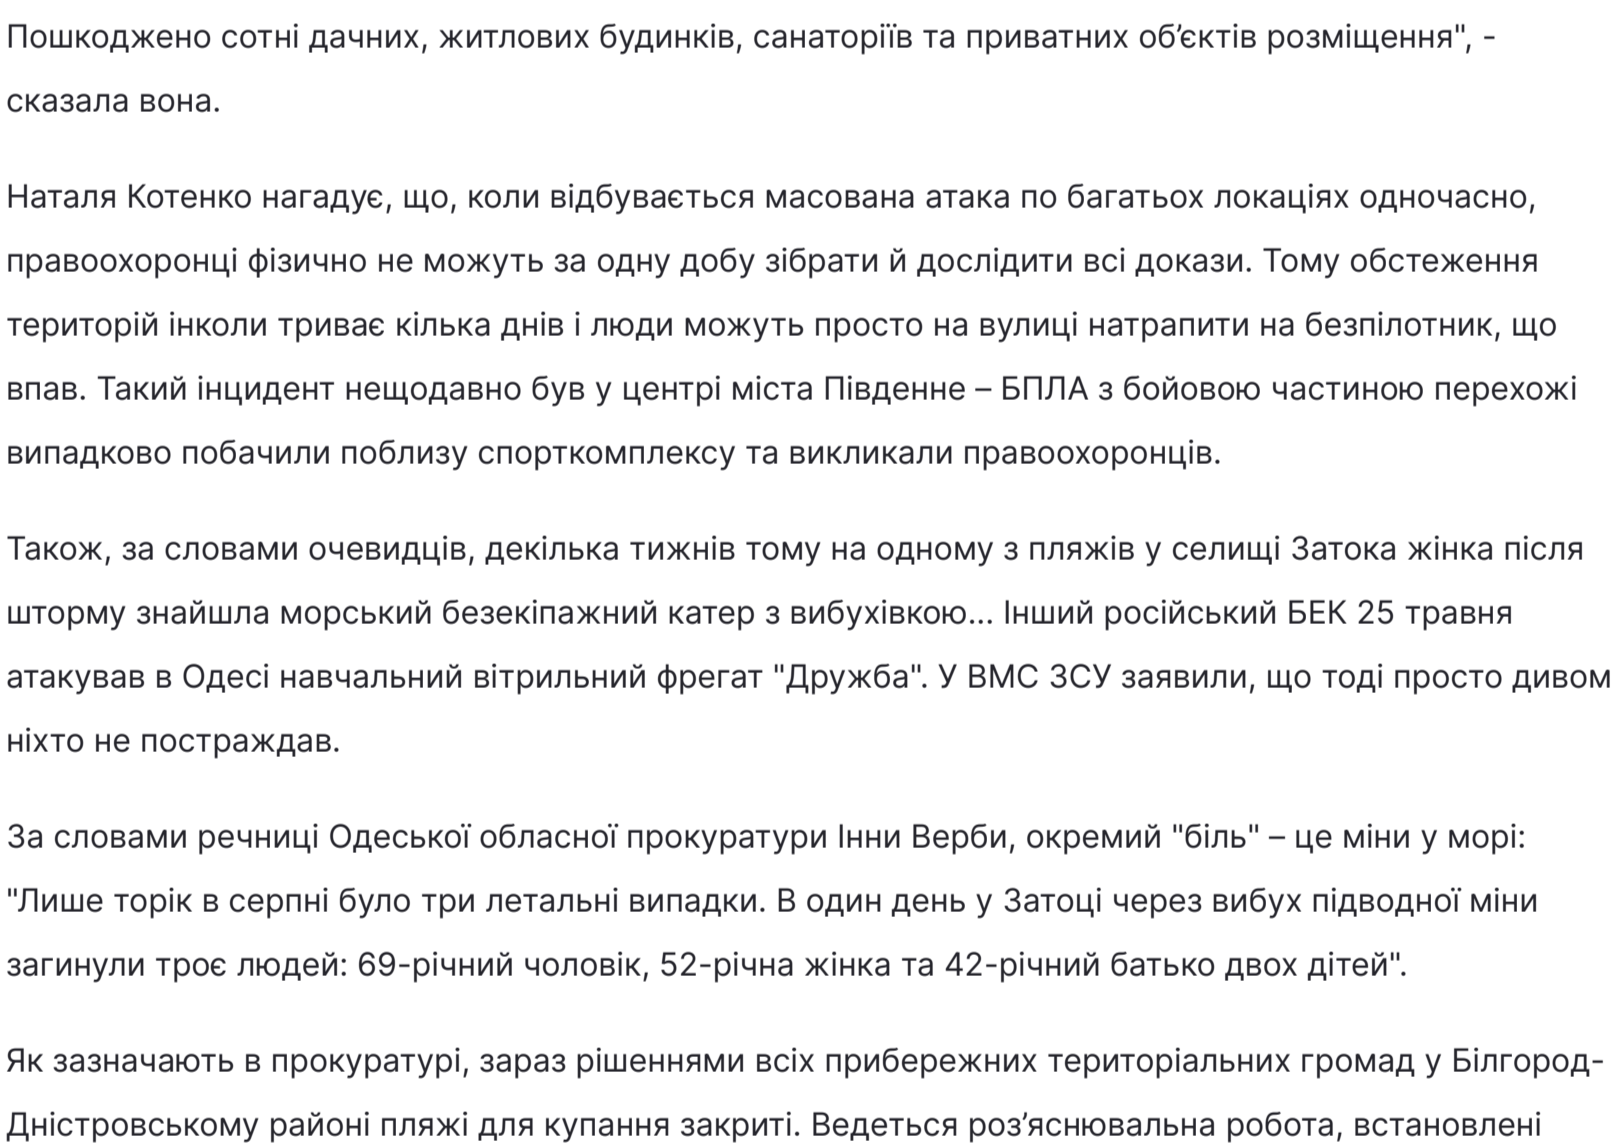 Пошкоджено сотні дачних, житлових будинків, санаторіїв та приватних об’єктів розміщення", -
сказала вона.
Наталя Котенко нагадує, що, коли відбувається масована атака по багатьох локаціях одночасно,
правоохоронці фізично не можуть за одну добу зібрати й дослідити всі докази. Тому обстеження
територій інколи триває кілька днів і люди можуть просто на вулиці натрапити на безпілотник, що
впав. Такий інцидент нещодавно був у центрі міста Південне – БПЛА з бойовою частиною перехожі
випадково побачили поблизу спорткомплексу та викликали правоохоронців.
Також, за словами очевидців, декілька тижнів тому на одному з пляжів у селищі Затока жінка після
шторму знайшла морський безекіпажний катер з вибухівкою... Інший російський БЕК 25 травня
атакував в Одесі навчальний вітрильний фрегат "Дружба". У ВМС ЗСУ заявили, що тоді просто дивом
ніхто не постраждав.
За словами речниці Одеської обласної прокуратури Інни Верби, окремий "біль" – це міни у морі:
"Лише торік в серпні було три летальні випадки. В один день у Затоці через вибух підводної міни
загинули троє людей: 69-річний чоловік, 52-річна жінка та 42-річний батько двох дітей".
Як зазначають в прокуратурі, зараз рішеннями всіх прибережних територіальних громад у Білгород-
Дністровському районі пляжі для купання закриті. Ведеться роз’яснювальна робота, встановлені